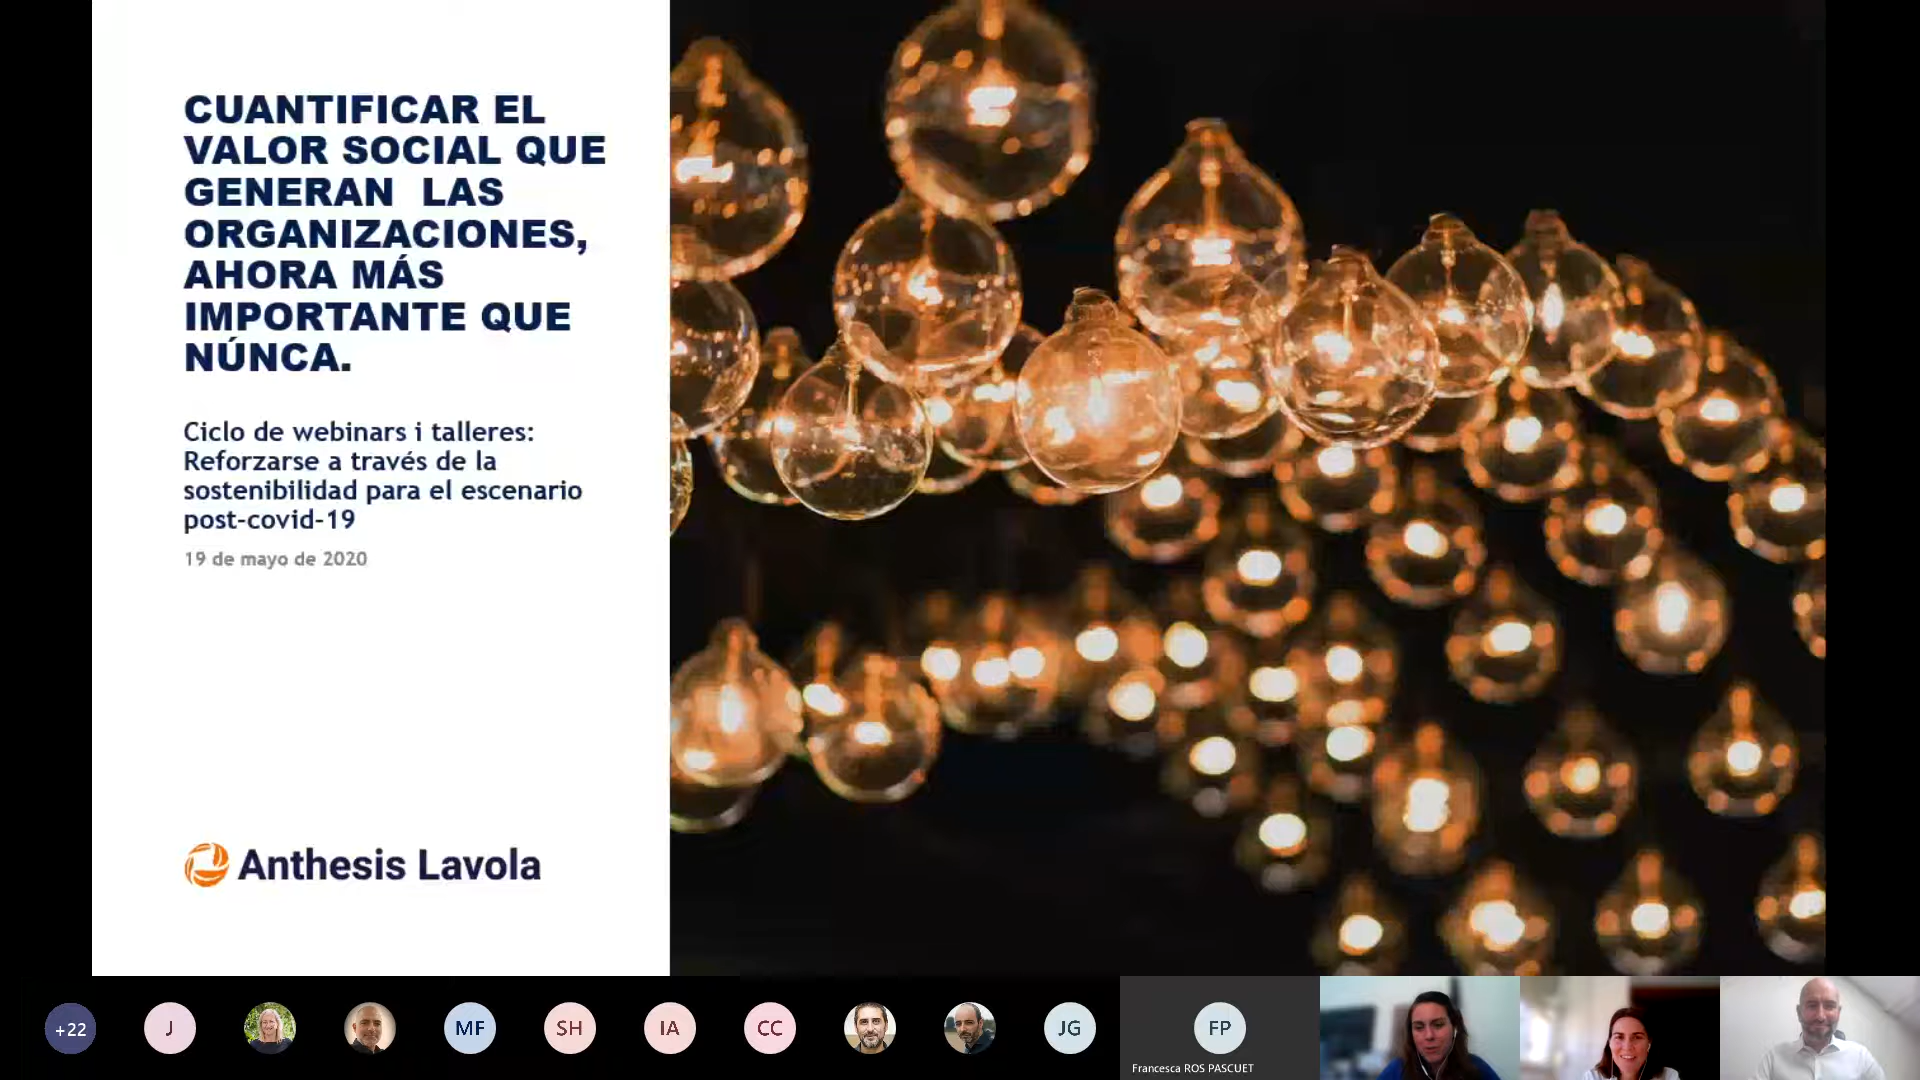 CUANTIFICAR EL
VALOR SOCIAL QUE
GENERAN LAS
ORGANIZACIONES,
AHORA MÁS
IMPORTANTE QUE
NÚNCA.
Ciclo de webinars i talleres:
Reforzarse a través de la
sostenibilidad para el escenario
post-covid-19
19 de mayo de 2020
Anthesis Lavola
+22
J
MF
SH
IA
CC
JG
FP
Francesca ROS PASCUET